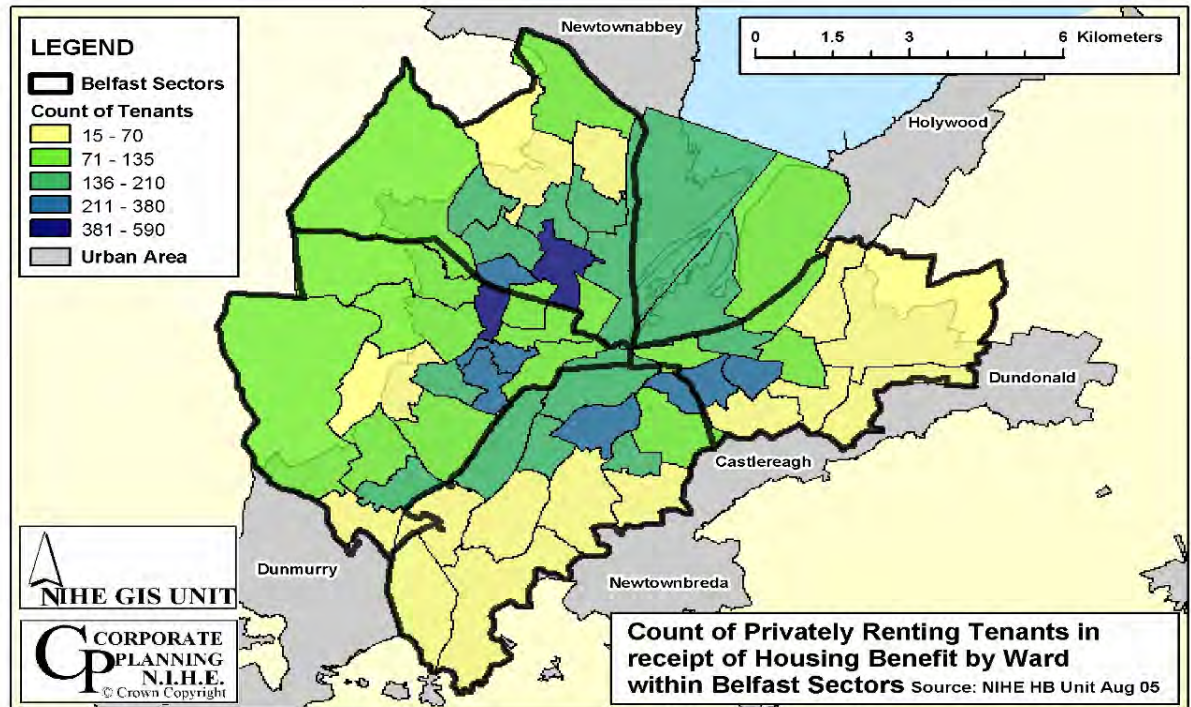 LEGEND
Belfast Sectors
Count of Tenants
15 - 70
71 - 135
136 - 210
211 - 380
381 - 590
Urban Area
Newtownabbey
0 1.5 3 6 Kilometers
Holywood
Dundonald
Castlereagh
Dunmurry
Newtownbreda
NIHE GIS UNIT
CP CORPORATE
PLANNING
N.I.H.E.
© Crown Copyright
Count of Privately Renting Tenants in
receipt of Housing Benefit by Ward
within Belfast Sectors Source: NIHE HB Unit Aug 05